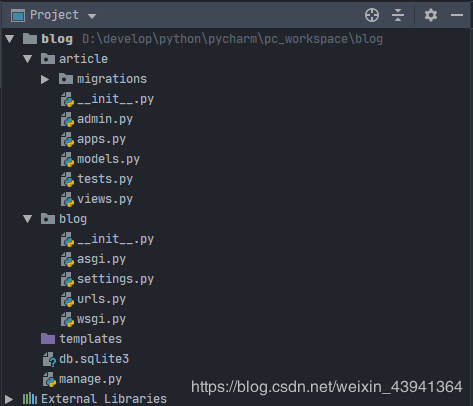 Project
blog D:\develop\python\pycharm\pc_workspace\blog
article
migrations
__init__.py
admin.py
apps.py
models.py
tests.py
views.py
blog
__init__.py
asgi.py
settings.py
urls.py
wsgi.py
templates
db.sqlite3
manage.py
https://blog.csdn.net/weixin_43941364
External Libraries